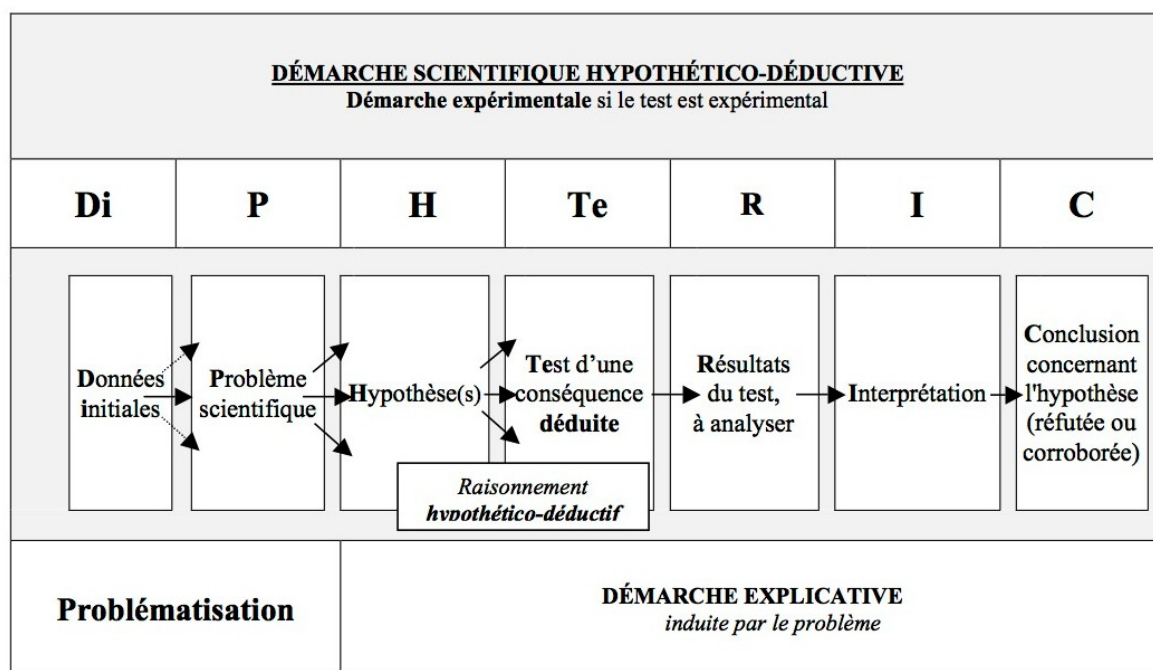 DÉMARCHE SCIENTIFIQUE HYPOTHÉTICO-DÉDUCTIVE
Démarche expérimentale si le test est expérimental
Di
P
H
Te
R
I
C
Données
initiales
Problème
scientifique
Hypothèse(s)
Test d'une
conséquence
déduite
Résultats
du test,
à analyser
Interprétation
Conclusion
concernant
l'hypothèse
(réfutée ou
corroborée)
Raisonnement
hypothético-déductif
Problématisation
DÉMARCHE EXPLICATIVE
induite par le problème